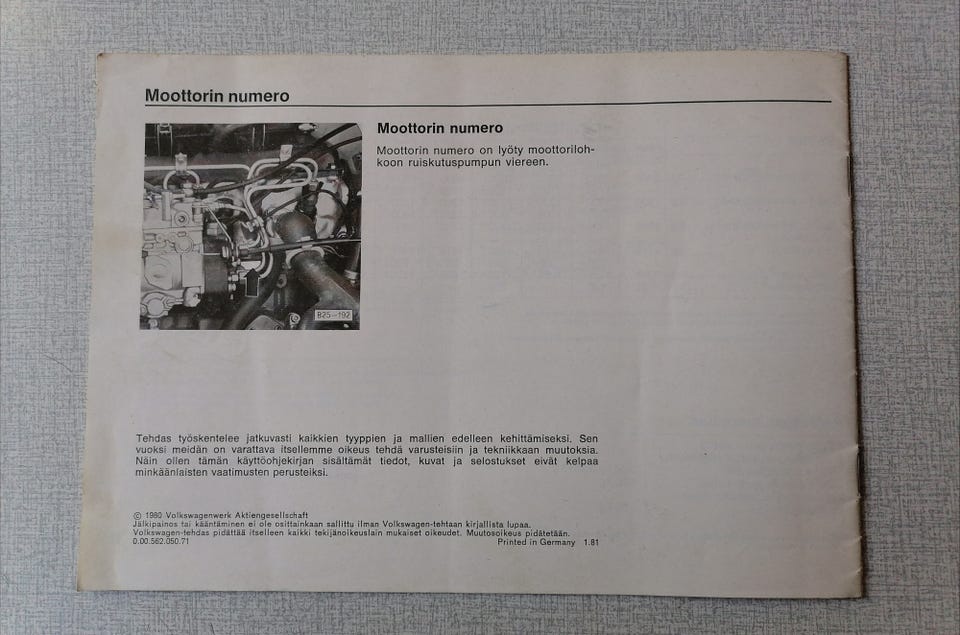 Moottorin numero
Moottorin numero
Moottorin numero on lyöty moottoriloh-
koon ruiskutuspumpun viereen.
B25-192
Tehdas työskentelee jatkuvasti kaikkien tyyppien ja mallien edelleen kehittämiseksi. Sen
vuoksi meidän on varattava itsellemme oikeus tehdä varusteisiin ja tekniikkaan muutoksia.
Näin ollen tämän käyttöohjekirjan sisältämät tiedot, kuvat ja selostukset eivät kelpaa
minkäänlaisten vaatimusten perusteiksi.
© 1980 Volkswagenwerk Aktiengesellschaft
Jälkipainos tai kääntäminen ei ole osittainkaan sallittu ilman Volkswagen-tehtaan kirjallista lupaa.
Volkswagen-tehdas pidättää itselleen kaikki tekijänoikeuslain mukaiset oikeudet. Muutosoikeus pidätetään.
0.00.562.050.71 Printed in Germany 1.81